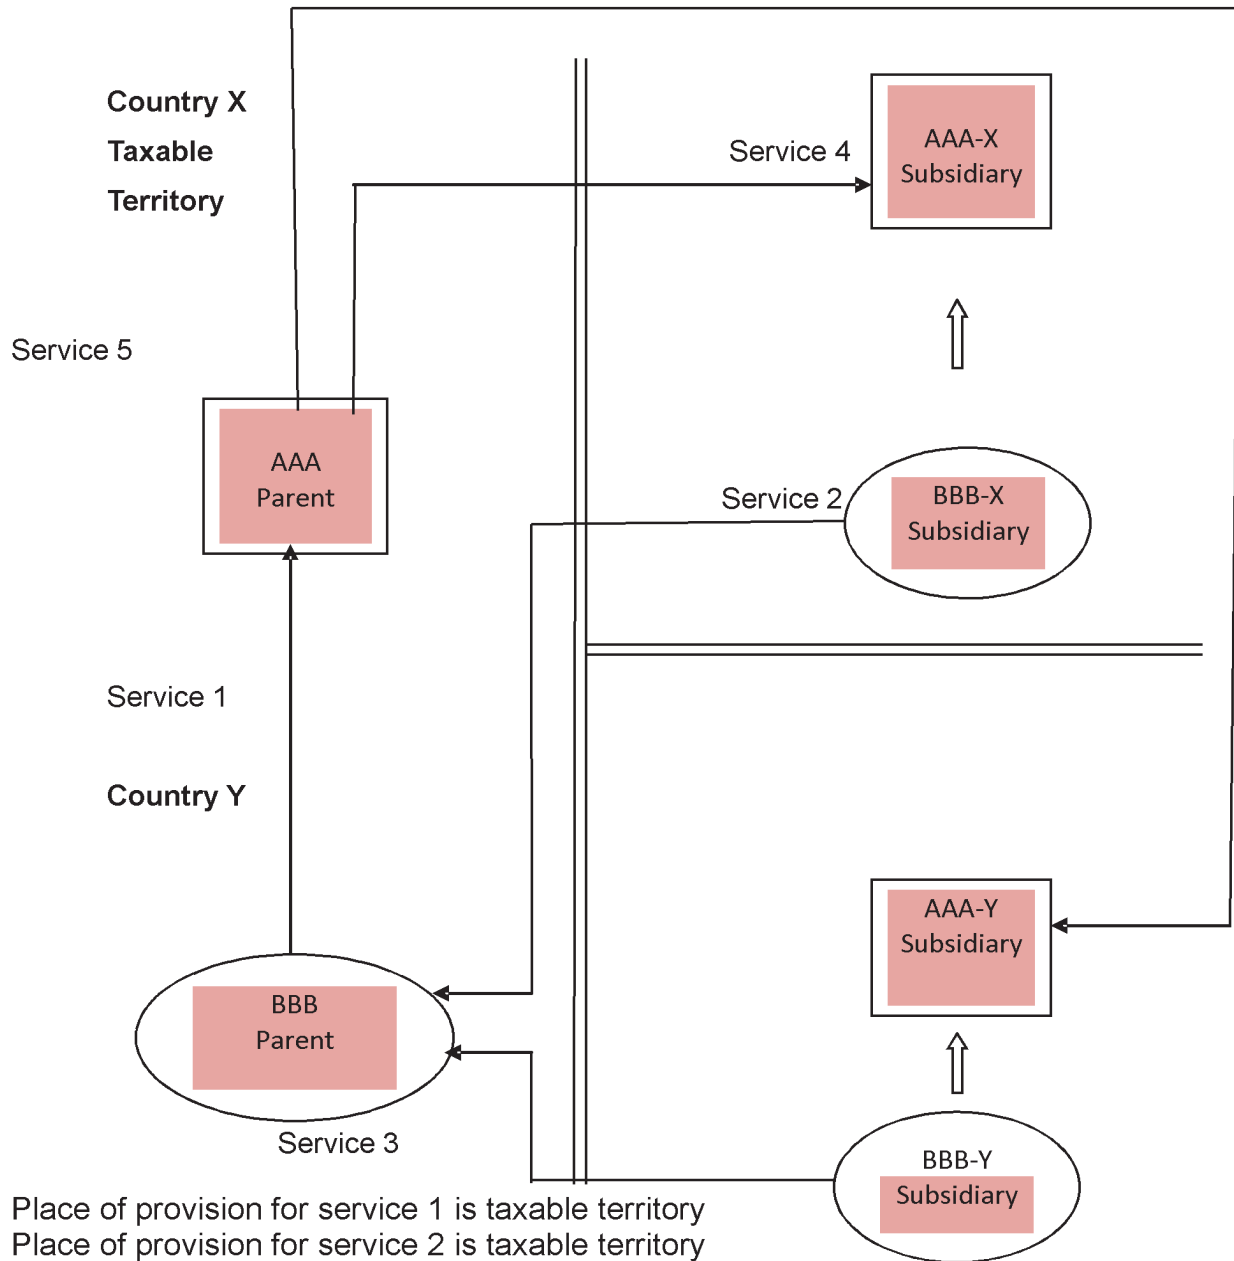 Country X
Taxable
Territory
Service 4
AAA-X
Subsidiary
Service 5
AAA
Parent
Service 2
BBB-X
Subsidiary
Service 1
Country Y
AAA-Y
Subsidiary
BBB
Parent
Service 3
BBB-Y
Subsidiary
Place of provision for service 1 is taxable territory
Place of provision for service 2 is taxable territory